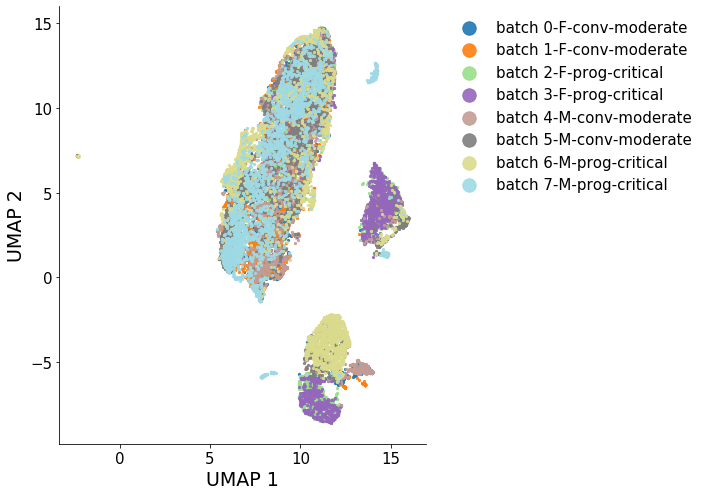 batch 0-F-conv-moderate
batch 1-F-conv-moderate
batch 2-F-prog-critical
batch 3-F-prog-critical
batch 4-M-conv-moderate
batch 5-M-conv-moderate
batch 6-M-prog-critical
batch 7-M-prog-critical
UMAP 2
15
10
5
0
−5
0
5
10
15
UMAP 1